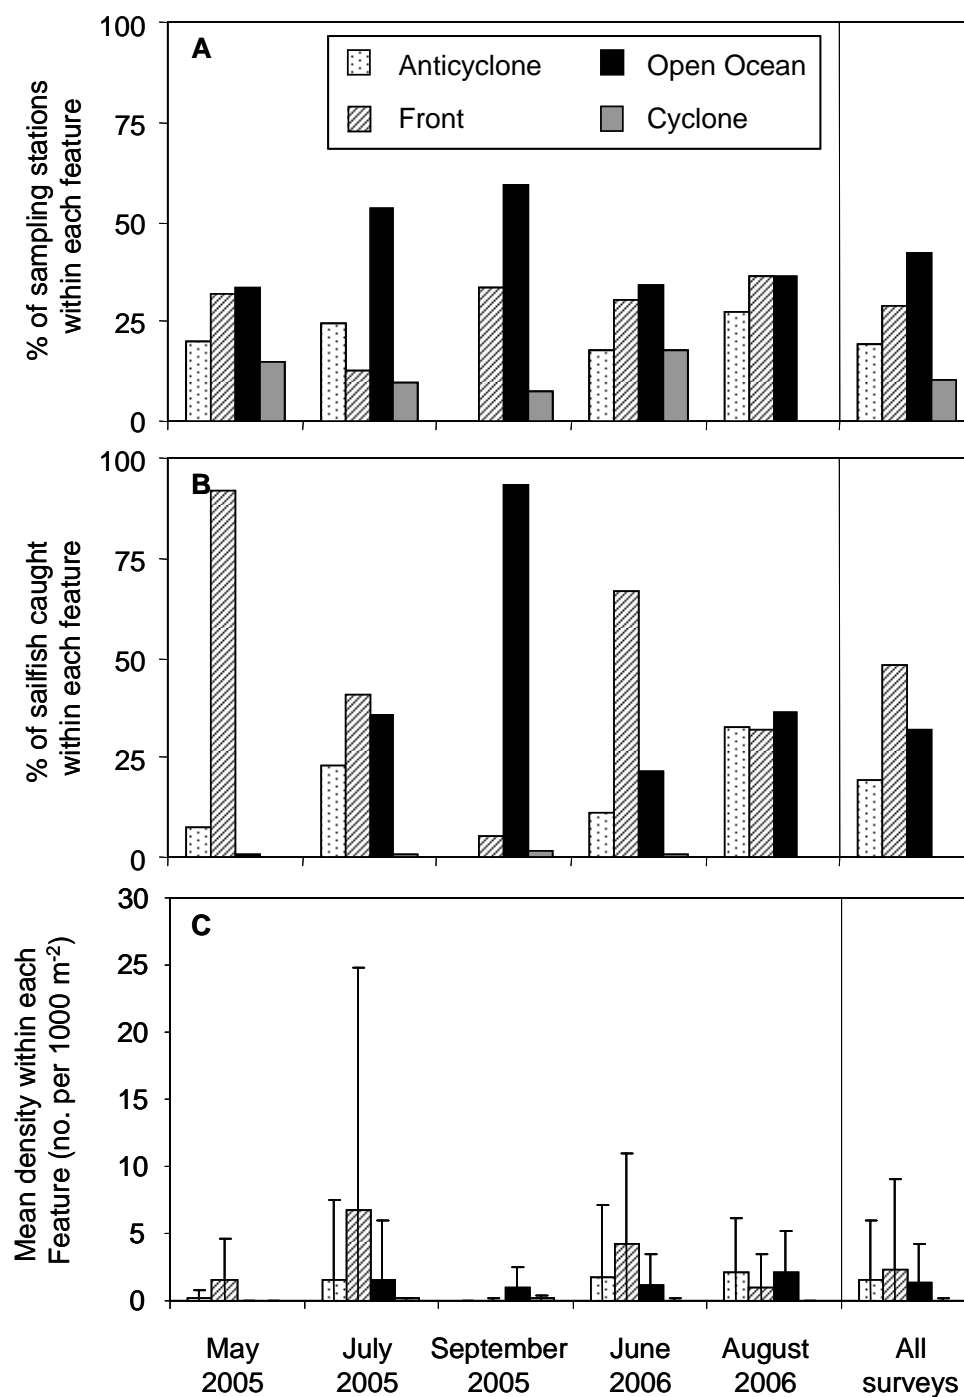 100
A
Anticyclone
Open Ocean
Front
Cyclone
75
50
25
0
% of sampling stations
within each feature
100
B
75
50
25
0
% of sailfish caught
within each feature
30
C
25
20
15
10
5
0
Mean density within each
Feature (no. per 1000 m-2)
May
2005
July
2005
September
2005
June
2006
August
2006
All
surveys